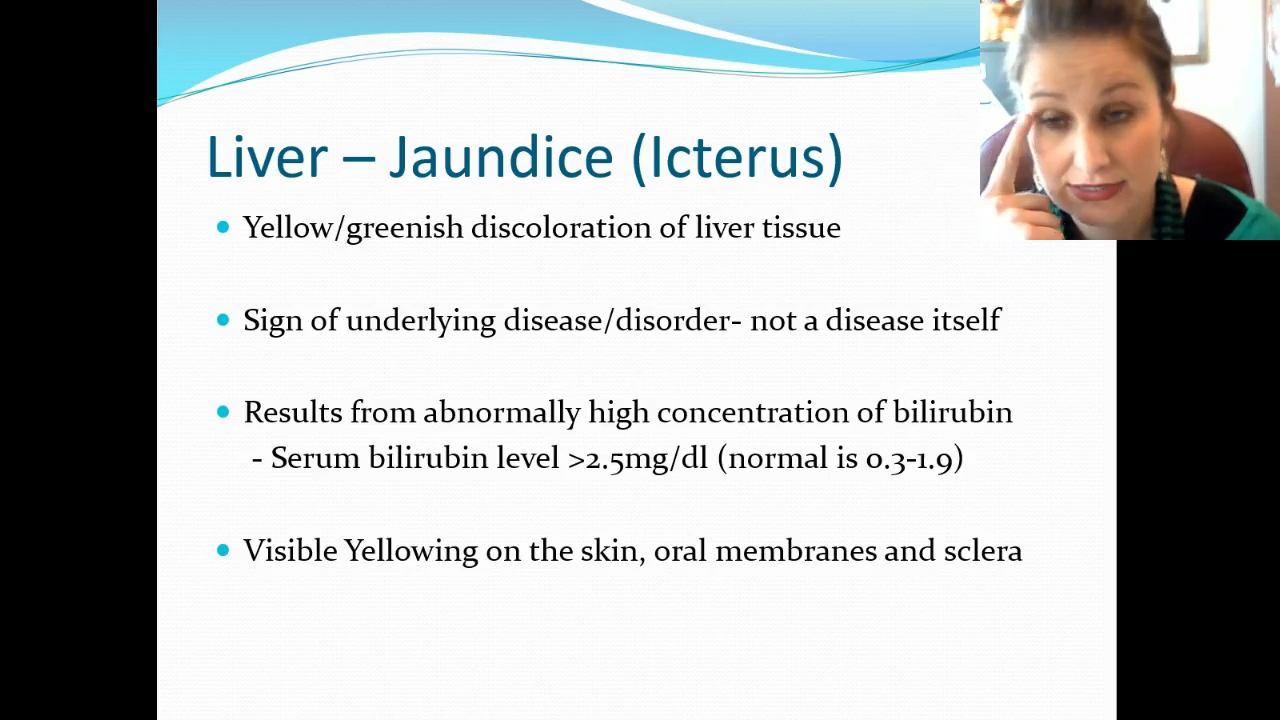 Liver – Jaundice (Icterus)
Yellow/greenish discoloration of liver tissue
Sign of underlying disease/disorder- not a disease itself
Results from abnormally high concentration of bilirubin
- Serum bilirubin level >2.5mg/dl (normal is 0.3-1.9)
Visible Yellowing on the skin, oral membranes and sclera